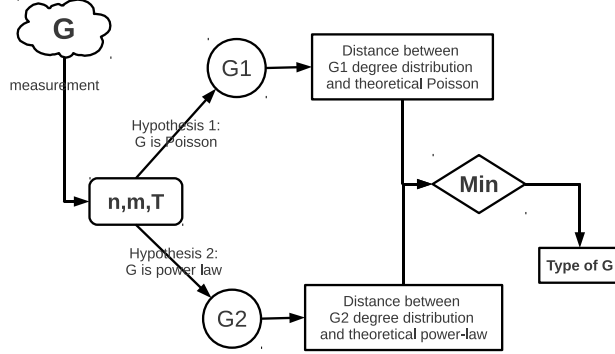 G
measurement
n,m,T
Hypothesis 1:
G is Poisson
G1
Distance between
G1 degree distribution
and theoretical Poisson
Hypothesis 2:
G is power law
G2
Distance between
G2 degree distribution
and theoretical power-law
Min
Type of G